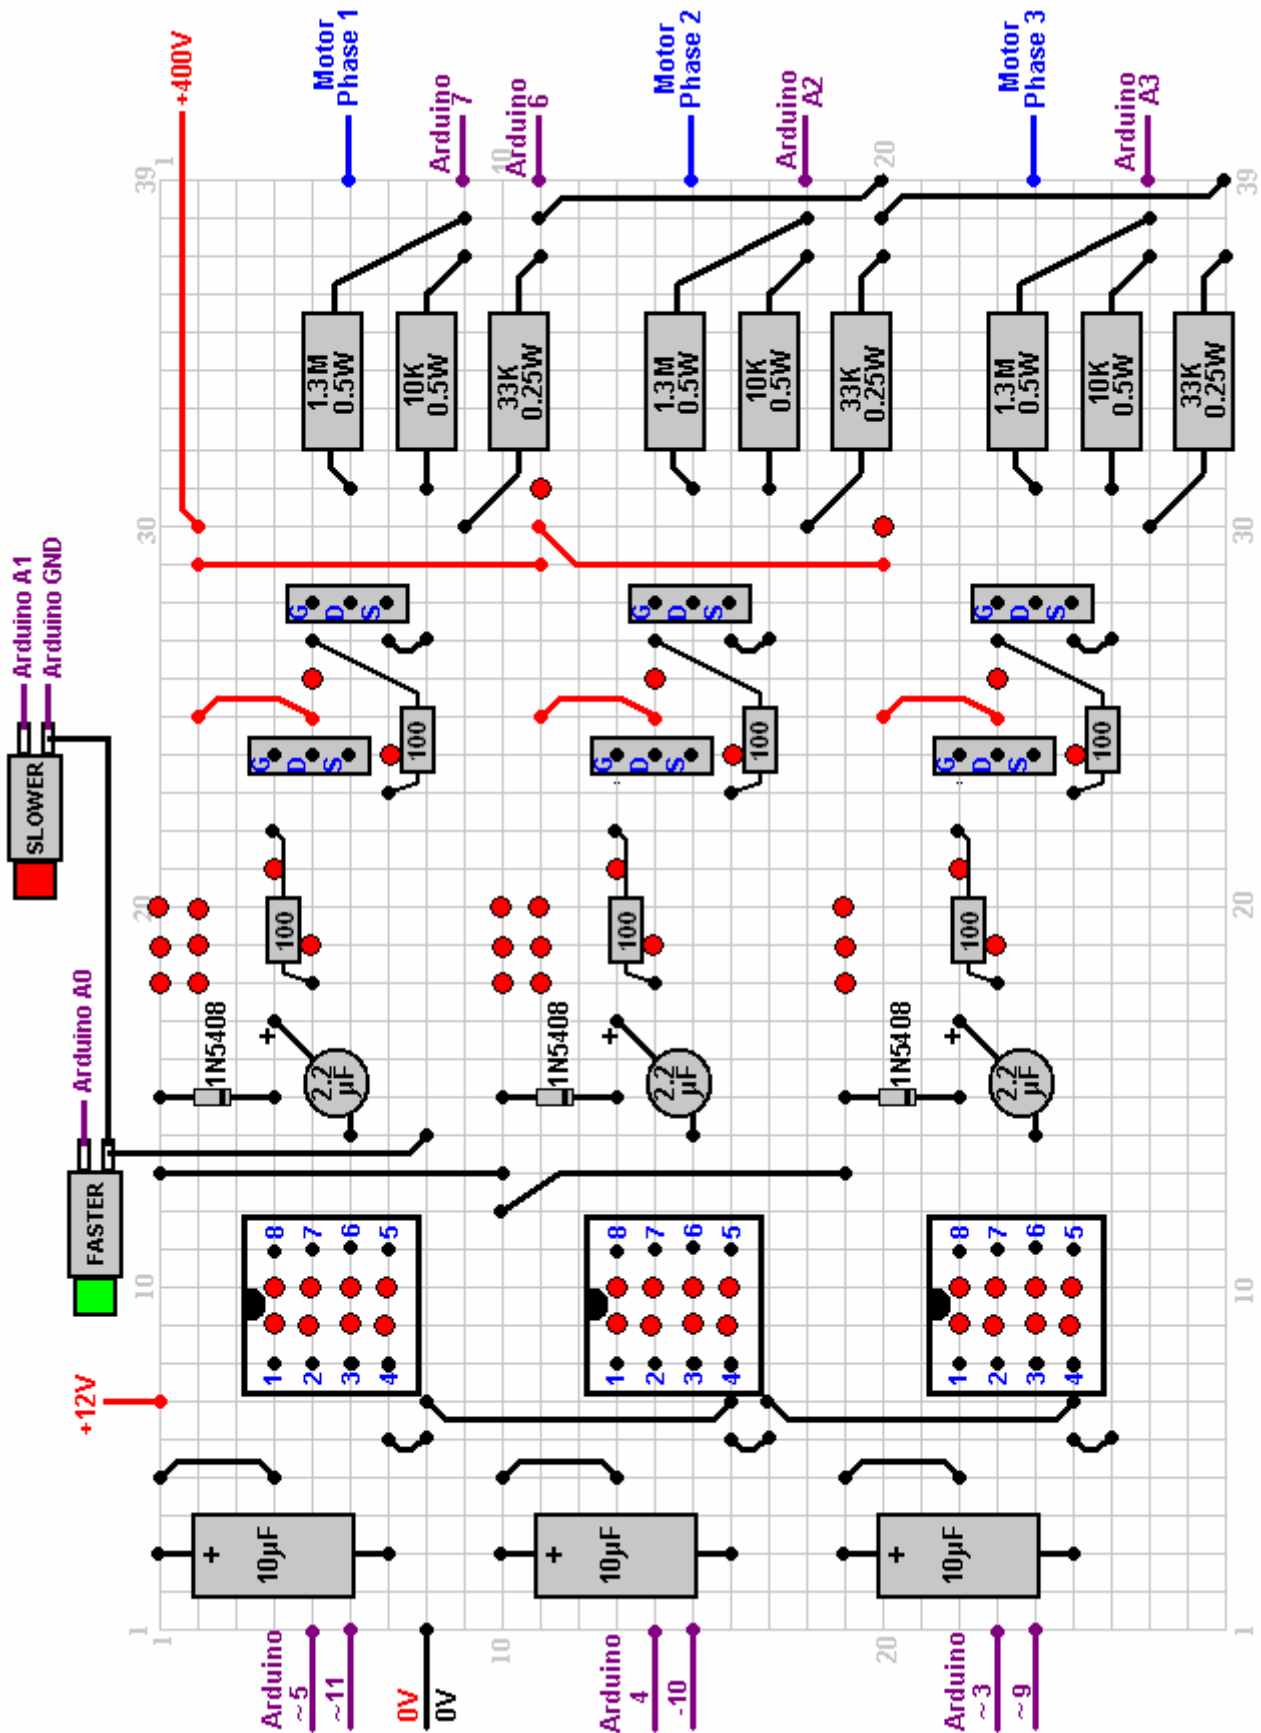 +400V
Motor
Phase 1
Arduino
7
Arduino
6
Motor
Phase 2
Arduino
A2
Motor
Phase 3
Arduino
A3
39
1
10
20
39
1.3M
0.5W
10K
0.5W
33K
0.25W
1.3M
0.5W
10K
0.5W
33K
0.25W
1.3M
0.5W
10K
0.5W
33K
0.25W
30
30
Arduino A1
Arduino GND
SLOWER
G D S
G D S
G D S
G D S
100
G D S
100
G D S
100
20
100
100
100
20
Arduino A0
FASTER
1N5408
+
2.2
µF
1N5408
+
2.2
µF
1N5408
+
2.2
µF
8 7 6 5
1 2 3 4
8 7 6 5
1 2 3 4
8 7 6 5
1 2 3 4
10
10
+12V
+
10µF
+
10µF
+
10µF
1
1
10
20
1
Arduino
~5
~11
0V
0V
Arduino
4
-10
Arduino
~3
~9